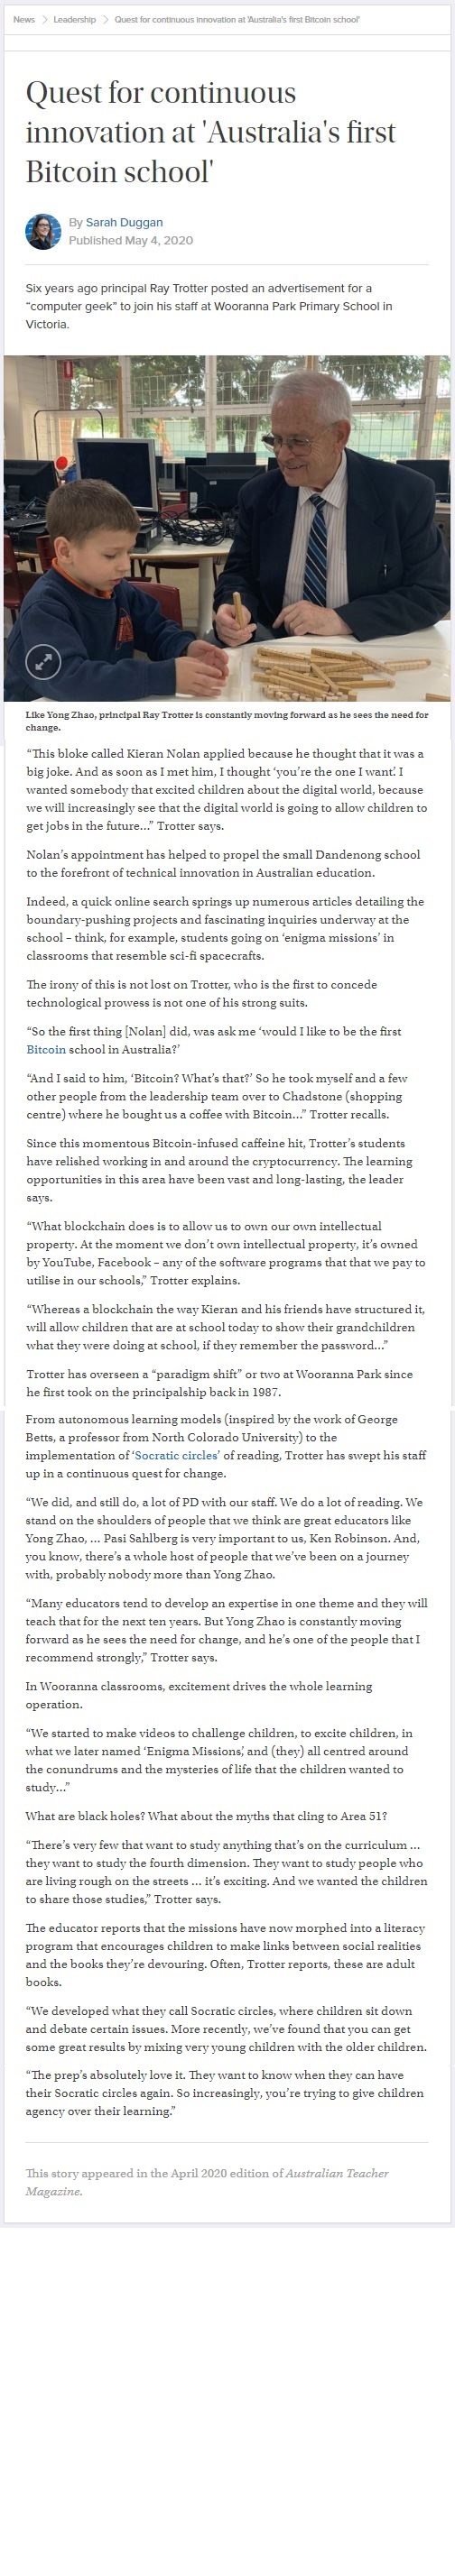 News > Leadership > Quest for continuous innovation at 'Australia's first Bitcoin school'
Quest for continuous
innovation at 'Australia's first
Bitcoin school'
By Sarah Duggan
Published May 4, 2020
Six years ago principal Ray Trotter posted an advertisement for a
“computer geek” to join his staff at Wooranna Park Primary School in
Victoria.
Like Yong Zhao, principal Ray Trotter is constantly moving forward as he sees the need for
change.
“This bloke called Kieran Nolan applied because he thought that it was a
big joke. And as soon as I met him, I thought ‘you’re the one I want’. I
wanted somebody that excited children about the digital world, because
we will increasingly see that the digital world is going to allow children to
get jobs in the future…” Trotter says.
Nolan’s appointment has helped to propel the small Dandenong school
to the forefront of technical innovation in Australian education.
Indeed, a quick online search springs up numerous articles detailing the
boundary-pushing projects and fascinating inquiries underway at the
school – think, for example, students going on ‘enigma missions’ in
classrooms that resemble sci-fi spacecrafts.
The irony of this is not lost on Trotter, who is the first to concede
technological prowess is not one of his strong suits.
“So the first thing [Nolan] did, was ask me ‘would I like to be the first
Bitcoin school in Australia?’
“And I said to him, ‘Bitcoin? What’s that?’ So he took myself and a few
other people from the leadership team over to Chadstone (shopping
centre) where he bought us a coffee with Bitcoin…” Trotter recalls.
Since this momentous Bitcoin-infused caffeine hit, Trotter’s students
have relished working in and around the cryptocurrency. The learning
opportunities in this area have been vast and long-lasting, the leader
says.
“What blockchain does is to allow us to own our own intellectual
property. At the moment we don’t own intellectual property, it’s owned
by YouTube, Facebook – any of the software programs that that we pay to
utilise in our schools,” Trotter explains.
“Whereas a blockchain the way Kieran and his friends have structured it,
will allow children that are at school today to show their grandchildren
what they were doing at school, if they remember the password…”
Trotter has overseen a “paradigm shift” or two at Wooranna Park since
he first took on the principalship back in 1987.
From autonomous learning models (inspired by the work of George
Betts, a professor from North Colorado University) to the
implementation of ‘Socratic circles’ of reading, Trotter has swept his staff
up in a continuous quest for change.
“We did, and still do, a lot of PD with our staff. We do a lot of reading. We
stand on the shoulders of people that we think are great educators like
Yong Zhao, … Pasi Sahlberg is very important to us, Ken Robinson. And,
you know, there’s a whole host of people that we’ve been on a journey
with, probably nobody more than Yong Zhao.
“Many educators tend to develop an expertise in one theme and they will
teach that for the next ten years. But Yong Zhao is constantly moving
forward as he sees the need for change, and he’s one of the people that I
recommend strongly,” Trotter says.
In Wooranna classrooms, excitement drives the whole learning
operation.
“We started to make videos to challenge children, to excite children, in
what we later named ‘Enigma Missions’, and (they) all centred around
the conundrums and the mysteries of life that the children wanted to
study…”
What are black holes? What about the myths that cling to Area 51?
“There’s very few that want to study anything that’s on the curriculum …
they want to study the fourth dimension. They want to study people who
are living rough on the streets … it’s exciting. And we wanted the children
to share those studies,” Trotter says.
The educator reports that the missions have now morphed into a literacy
program that encourages children to make links between social realities
and the books they’re devouring. Often, Trotter reports, these are adult
books.
“We developed what they call Socratic circles, where children sit down
and debate certain issues. More recently, we’ve found that you can get
some great results by mixing very young children with the older children.
“The prep’s absolutely love it. They want to know when they can have
their Socratic circles again. So increasingly, you’re trying to give children
agency over their learning.”
This story appeared in the April 2020 edition of Australian Teacher
Magazine.